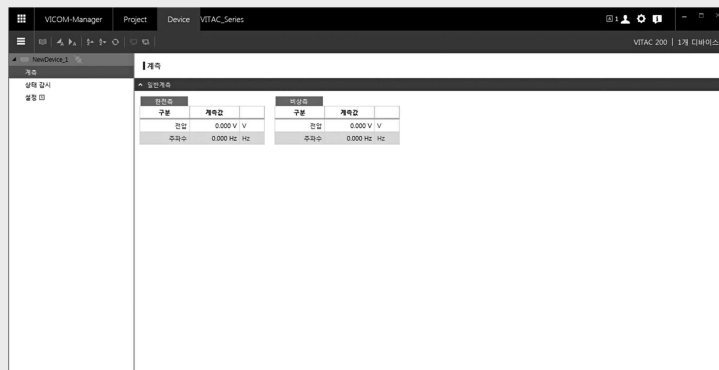 VICOM-Manager Project Device VITAC_Series 1
VITAC 200 | 1개 디바이스
NewDevice_1
계측
상태 감시
설정
계측
일반계측
한전측 비상측
구분 계측값 구분 계측값
전압 0.000 V V 전압 0.000 V V
주파수 0.000 Hz Hz 주파수 0.000 Hz Hz